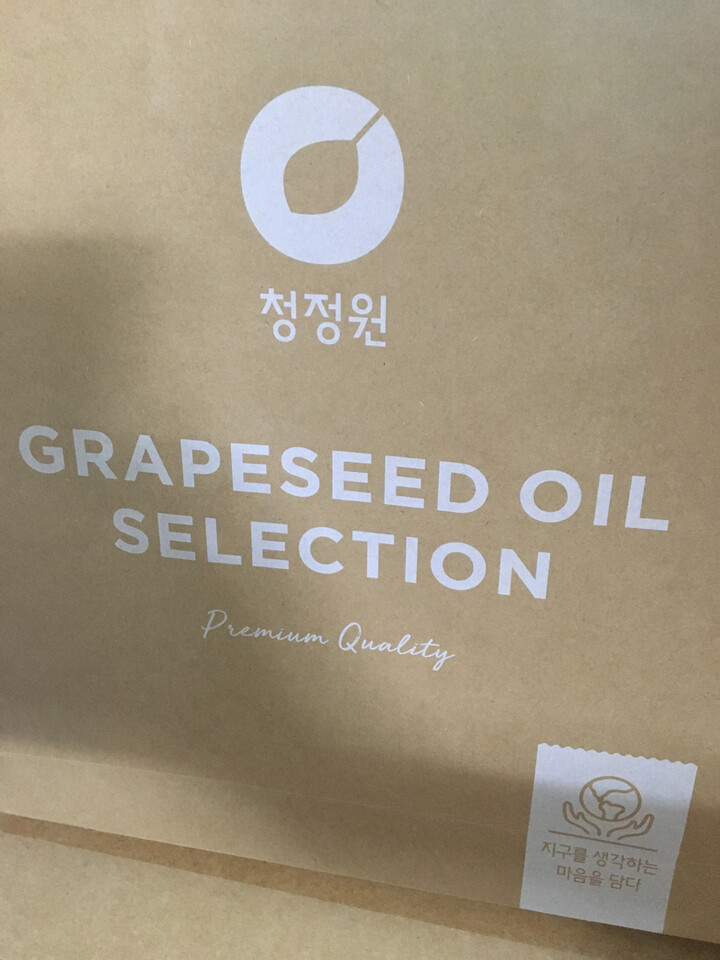 청정원
GRAPESEED OIL
SELECTION
Premium Quality
지구를 생각하는
마음을 담다